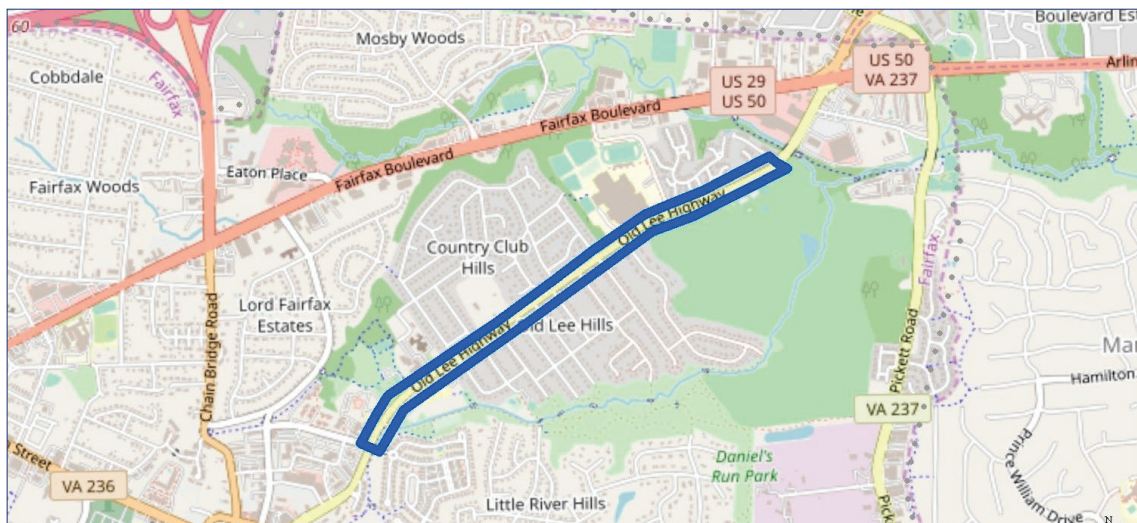 60
Mosby Woods
Boulevard Est
Cobbdale
Fairfax
US 50
VA 237
Arlin
US 29
US 50
Fairfax Boulevard
Eaton Place
Fairfax Boulevard
Fairfax Woods
Old Lee Highway
Country Club
Hills
Fairfax
Lord Fairfax
Estates
Old Lee Hills
Chain Bridge Road
Old Lee Highway
Pickett Road
Mar
Hamilton
VA 237
Street
Daniel's
Run Park
VA 236
Little River Hills
Prince William Drive
Pick
N